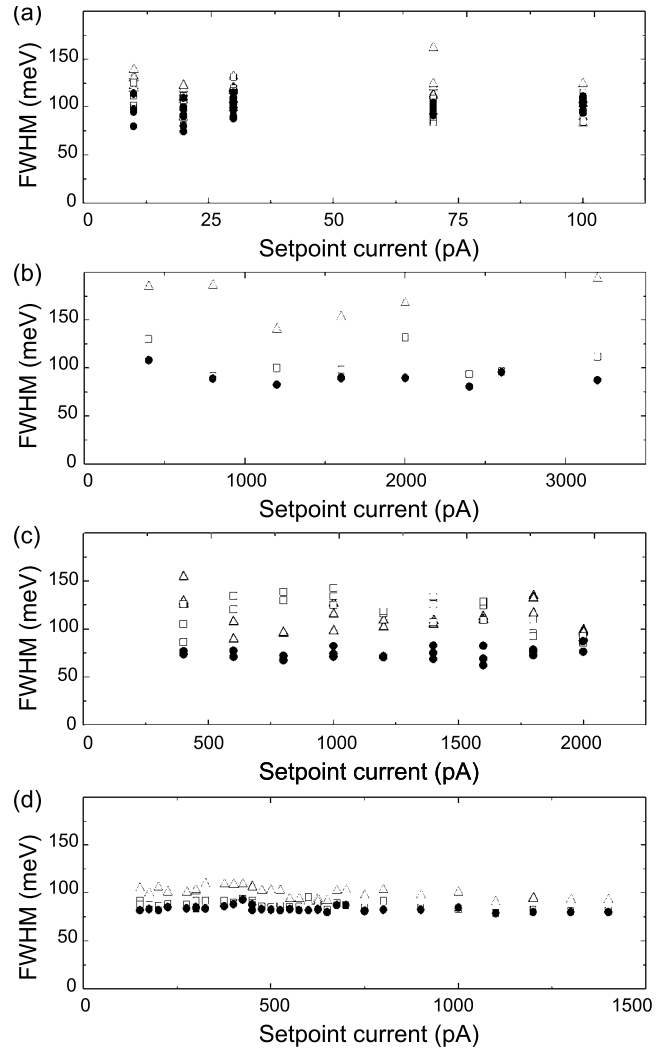 (a)
150
100
50
0
FWHM (meV)
0 25 50 75 100
Setpoint current (pA)
(b)
150
100
50
0
FWHM (meV)
0 1000 2000 3000
Setpoint current (pA)
(c)
150
100
50
0
FWHM (meV)
0 500 1000 1500 2000
Setpoint current (pA)
(d)
150
100
50
0
FWHM (meV)
0 500 1000 1500
Setpoint current (pA)